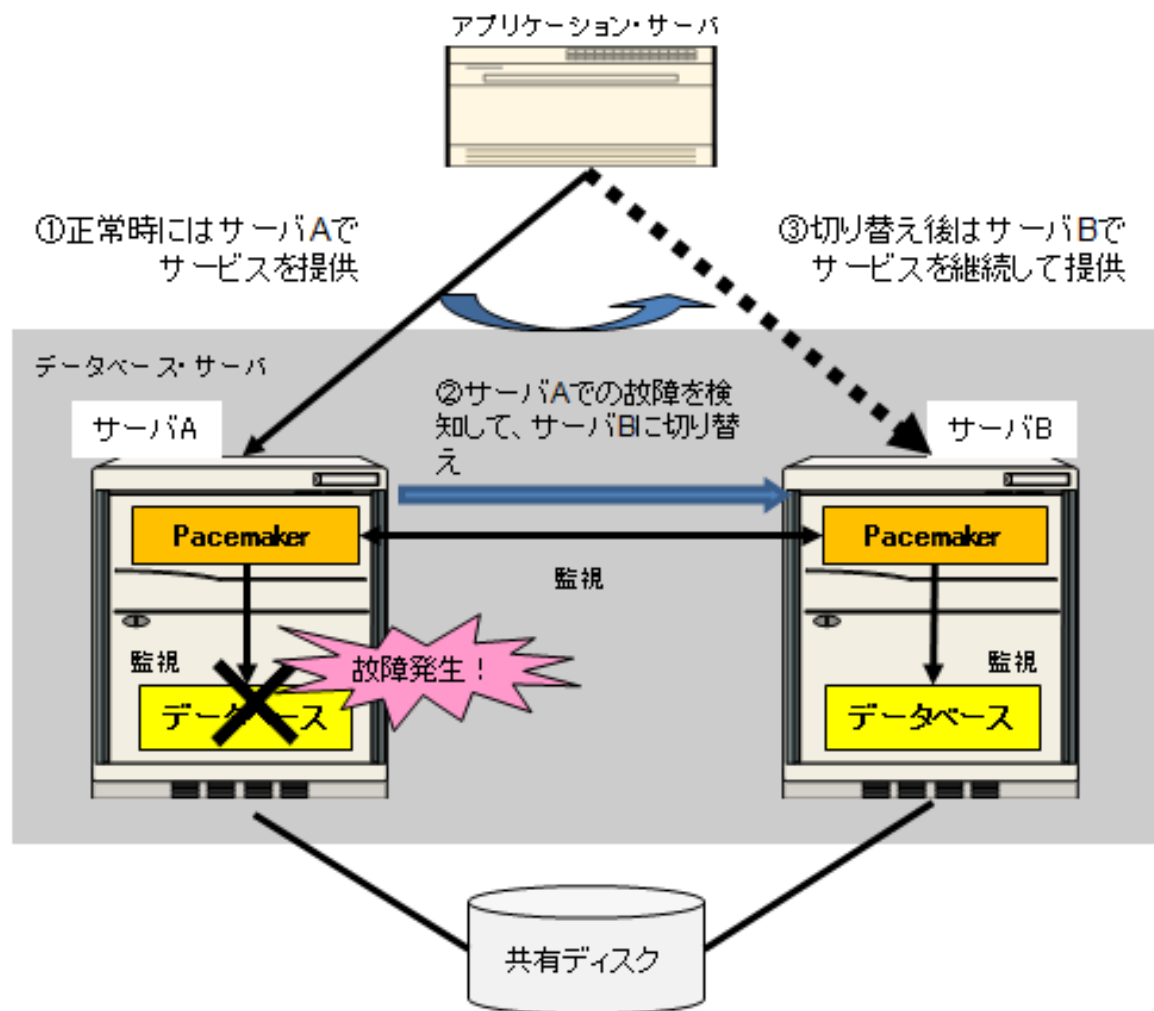 アプリケーション・サーバ
①正常時にはサーバAで
サービスを提供
③切り替え後はサーバBで
サービスを継続して提供
データベース・サーバ
②サーバAでの故障を検
知して、サーバBに切り替
え
サーバA
サーバB
Pacemaker
Pacemaker
監視
監視
故障発生！
監視
データベース
データベース
共有ディスク